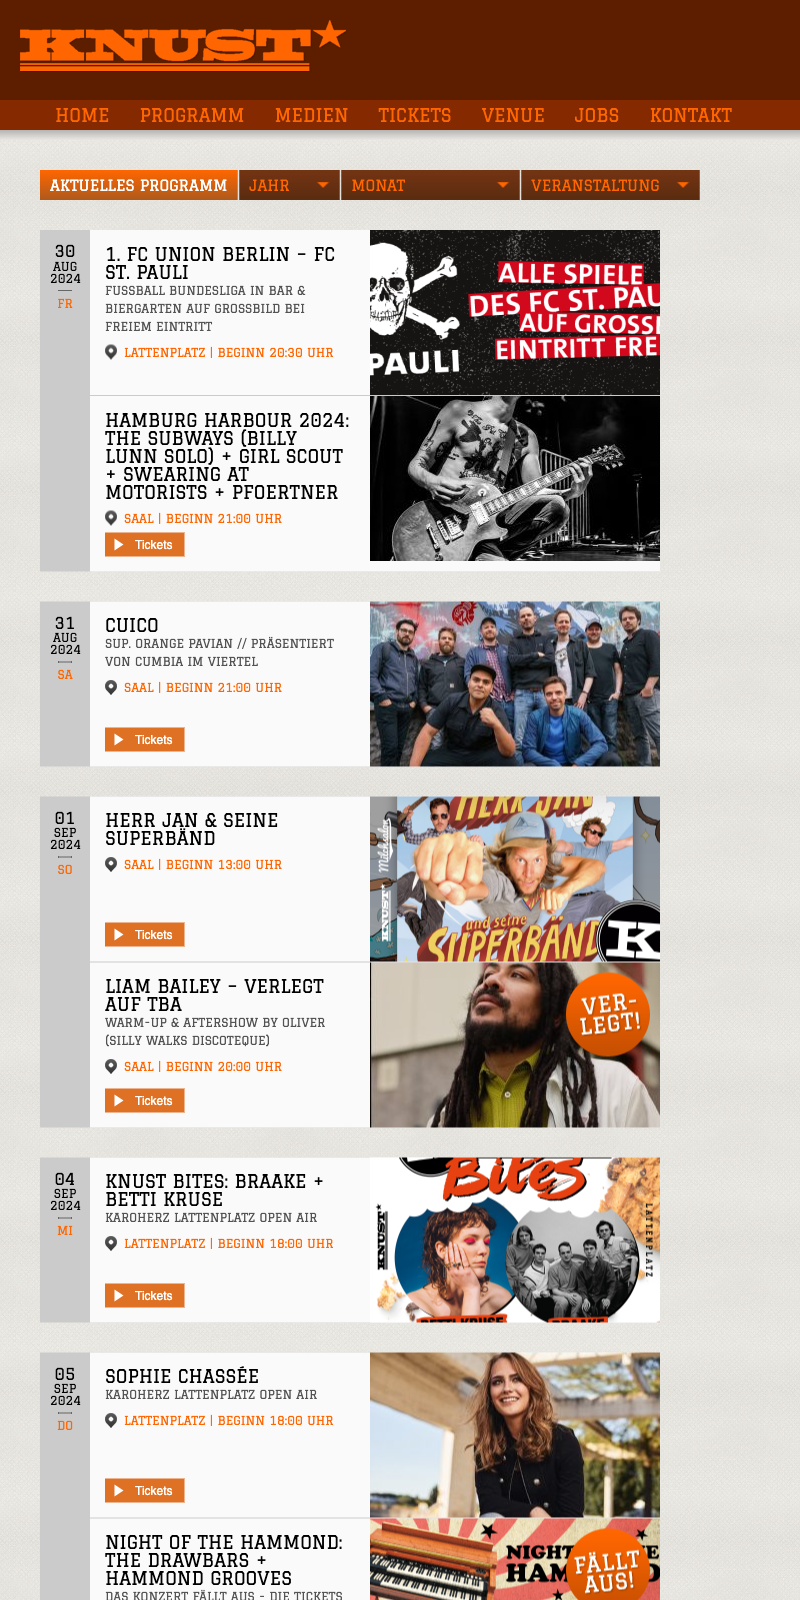 KNUST
HOME PROGRAMM MEDIEN TICKETS VENUE JOBS KONTAKT
AKTUELLES PROGRAMM JAHR MONAT VERANSTALTUNG
30
AUG
2024
FR
1. FC UNION BERLIN – FC
ST. PAULI
FUSSBALL BUNDESLIGA IN BAR &
BIERGARTEN AUF GROSSBILD BEI
FREIEM EINTRITT
LATTENPLATZ | BEGINN 20:30 UHR
PAULI
ALLE SPIELE
DES FC ST. PAU
AUF GROSSE
EINTRITT FRE
HAMBURG HARBOUR 2024:
THE SUBWAYS (BILLY
LUNN SOLO) + GIRL SCOUT
+ SWEARING AT
MOTORISTS + PFOERTNER
SAAL | BEGINN 21:00 UHR
Tickets
31
AUG
2024
SA
CUICO
SUP. ORANGE PAVIAN // PRÄSENTIERT
VON CUMBIA IM VIERTEL
SAAL | BEGINN 21:00 UHR
Tickets
01
SEP
2024
SO
HERR JAN & SEINE
SUPERBÄND
SAAL | BEGINN 13:00 UHR
Tickets
HERR JAN
KNUST
Milchsalon
und seine
SUPERBÄND
K
LIAM BAILEY – VERLEGT
AUF TBA
WARM-UP & AFTERSHOW BY OLIVER
(SILLY WALKS DISCOTEQUE)
SAAL | BEGINN 20:00 UHR
Tickets
VER-
LEGT!
04
SEP
2024
MI
KNUST BITES: BRAAKE +
BETTI KRUSE
KAROHERZ LATTENPLATZ OPEN AIR
LATTENPLATZ | BEGINN 18:00 UHR
Tickets
Bites
KNUST
LATTENPLATZ
BETTI KRUSE
BRAAKE
05
SEP
2024
DO
SOPHIE CHASSÉE
KAROHERZ LATTENPLATZ OPEN AIR
LATTENPLATZ | BEGINN 18:00 UHR
Tickets
NIGHT OF THE HAMMOND:
THE DRAWBARS +
HAMMOND GROOVES
DAS KONZERT FÄLLT AUS - DIE TICKETS
NIGHT
HAM
FÄLLT
AUS!